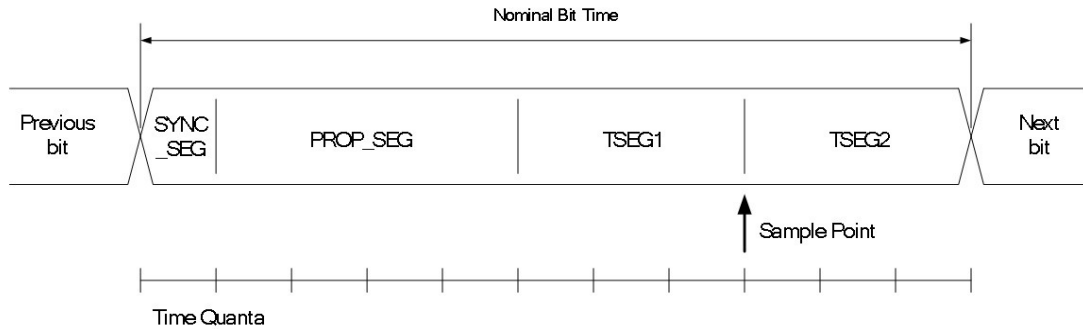 Nominal Bit Time
Previous
bit
SYNC
_SEG
PROP_SEG
TSEG1
TSEG2
Next
bit
Sample Point
Time Quanta